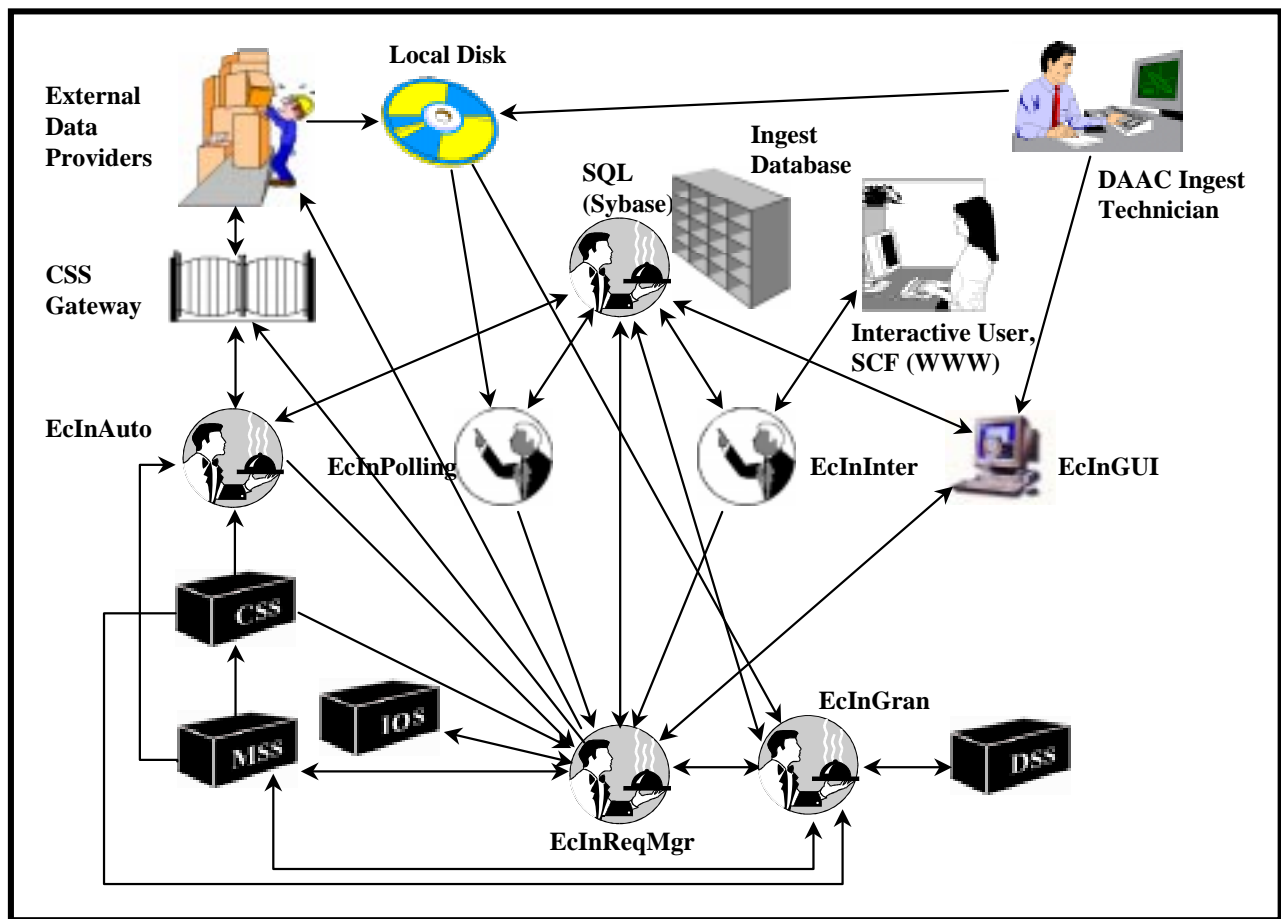 Local Disk
External
Data
Providers
Ingest
Database
SQL
(Sybase)
DAAC Ingest
Technician
CSS
Gateway
Interactive User,
SCF (WWW)
EcInAuto
EcInPolling
EcInInter
EcInGUI
CSS
EcInGran
IOS
MSS
DSS
EcInReqMgr